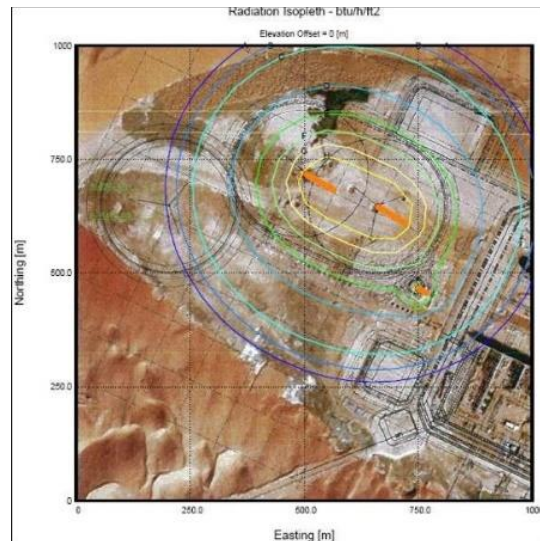 Radiation Isopleth - btu/h/ft2
Elevation Offset = 0 [m]
1000
750.0
500.0
250.0
0
Northing [m]
0 250.0 500.0 750.0 1000
Easting [m]